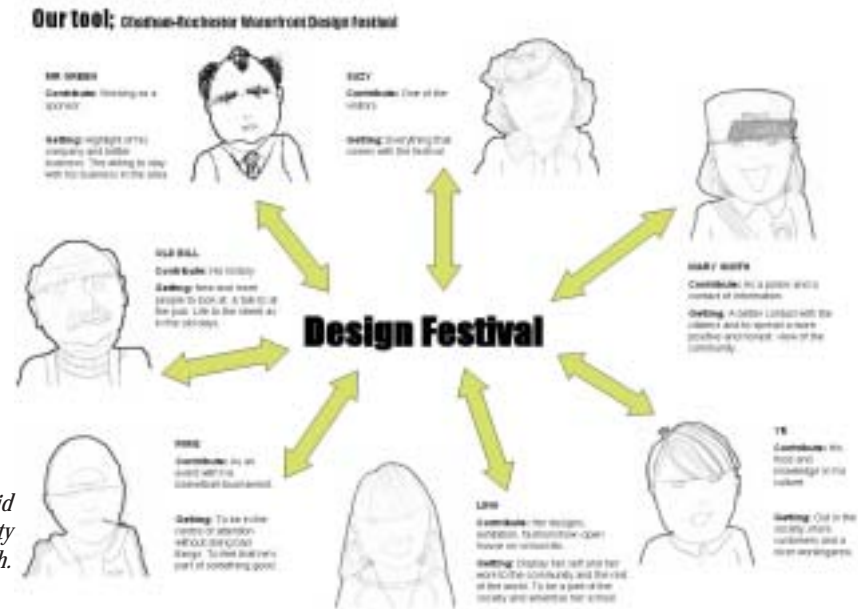 Our tool; Chatham-Rochester Waterfront Design Festival
MR GREEN
Contribute: Working as a
sponsor
Getting: Highlight of his
company and better
business. This willing to stay
with his business in the area
SUZY
Contribute: One of the
visitors
Getting: Everything that
comes with the festival
MARY SMITH
Contribute: As a police and a
contact of information
Getting: A better contact with the
citizens and to spread a more
positive and honest view of the
community.
OLD BILL
Contribute: His history
Getting: New and more
people to look at & talk to at
the pub. Life to the street as
in the old days
Design Festival
MIKE
Contribute: As an
event with his
basketball tournament
Getting: To be in the
centre of attention
without doing bad
things. To feel that he's
part of something good
Contribute: Her designs,
exhibition, fashionshow open
house on school etc.
Getting: Display her self and her
work to the community and the rest
of the world. To be a part of the
society and advertise her school
Contribute: His
food and
knowledge in his
culture
Getting: Out in the
society, more
customers and a
nicer
id
ty
h.